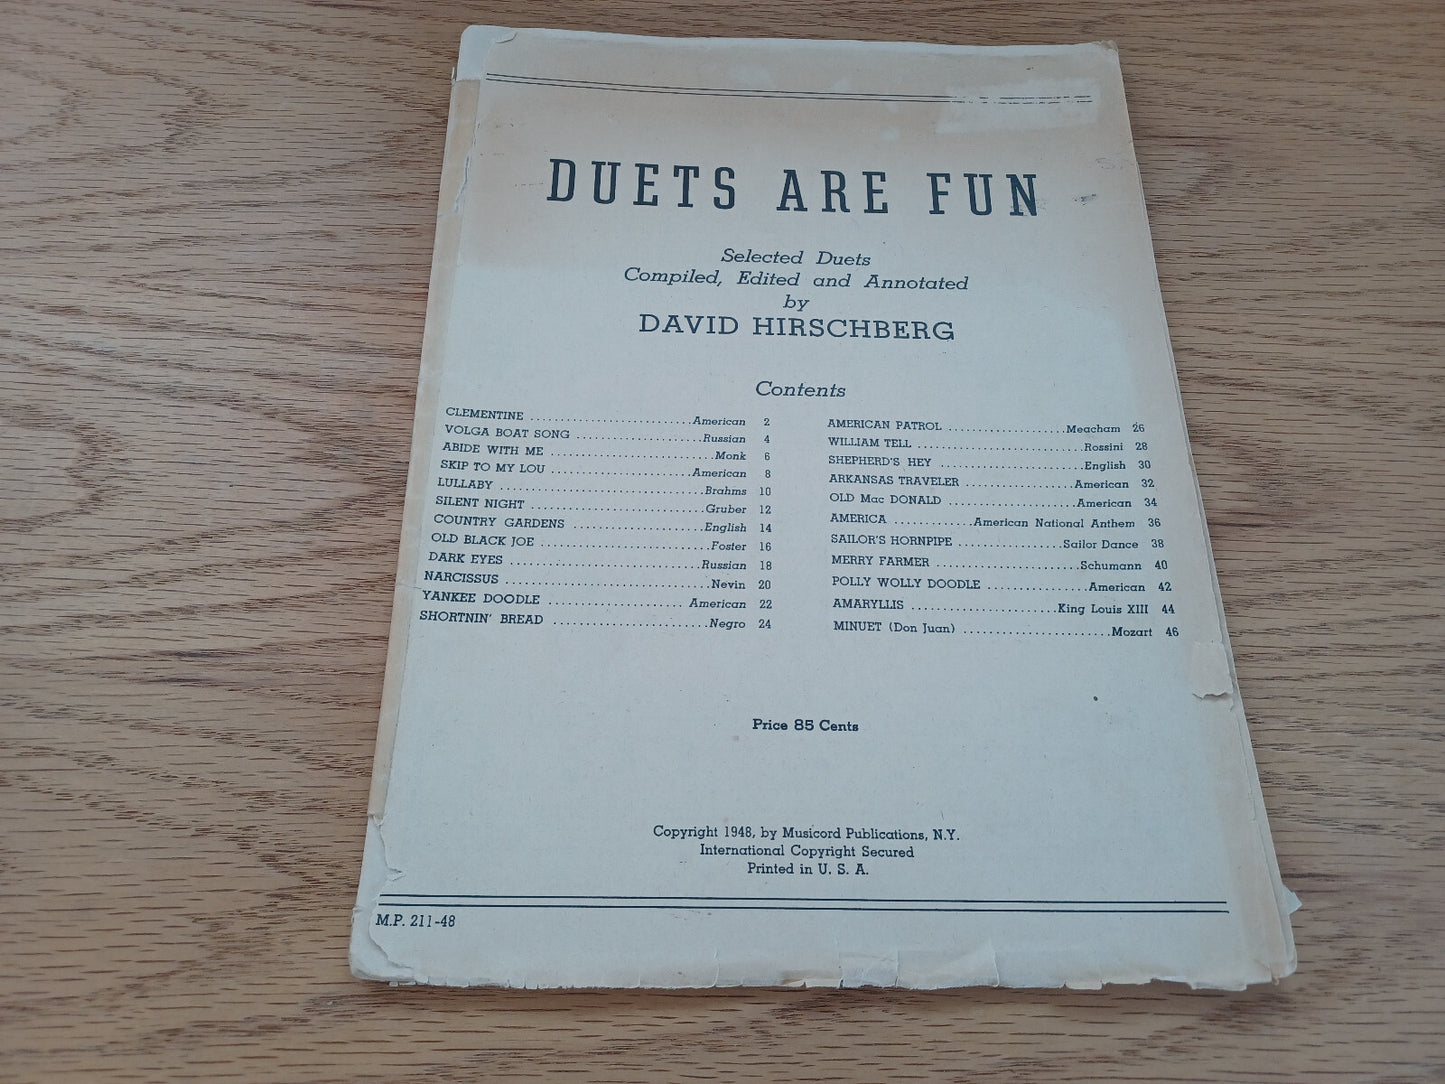 DUETS ARE FUN
Selected Duets
Compiled, Edited and Annotated
by
DAVID HIRSCHBERG
Contents
CLEMENTINE ........................... American 2
VOLGA BOAT SONG ..................... Russian 4
ABIDE WITH ME ........................... Monk 6
SKIP TO MY LOU ....................... American 8
LULLABY .................................. Brahms 10
SILENT NIGHT ............................. Gruber 12
COUNTRY GARDENS ..................... English 14
OLD BLACK JOE ............................ Foster 16
DARK EYES ............................... Russian 18
NARCISSUS .................................. Nevin 20
YANKEE DOODLE ...................... American 22
SHORTNIN' BREAD ......................... Negro 24
AMERICAN PATROL ................... Meacham 26
WILLIAM TELL ........................... Rossini 28
SHEPHERD'S HEY ........................ English 30
ARKANSAS TRAVELER .................. American 32
OLD Mac DONALD ..................... American 34
AMERICA ............. American National Anthem 36
SAILOR'S HORNPIPE ................. Sailor Dance 38
MERRY FARMER ........................ Schumann 40
POLLY WOLLY DOODLE ................. American 42
AMARYLLIS ........................ King Louis XIII 44
MINUET (Don Juan) ........................ Mozart 46
Price 85 Cents
Copyright 1948, by Musicord Publications, N.Y.
International Copyright Secured
Printed in U. S. A.
M.P. 211-48